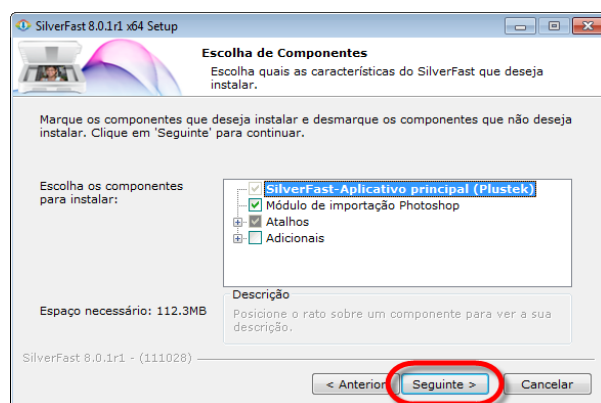 SilverFast 8.0.1r1 x64 Setup
Escolha de Componentes
Escolha quais as características do SilverFast que deseja
instalar.
Marque os componentes que deseja instalar e desmarque os componentes que não deseja
instalar. Clique em 'Seguinte' para continuar.
Escolha os componentes
para instalar:
SilverFast-Aplicativo principal (Plustek)
Módulo de importação Photoshop
Atalhos
Adicionais
Espaço necessário: 112.3MB
Descrição
Posicione o rato sobre um componente para ver a sua
descrição.
SilverFast 8.0.1r1 - (111028)
< Anterior
Seguinte >
Cancelar